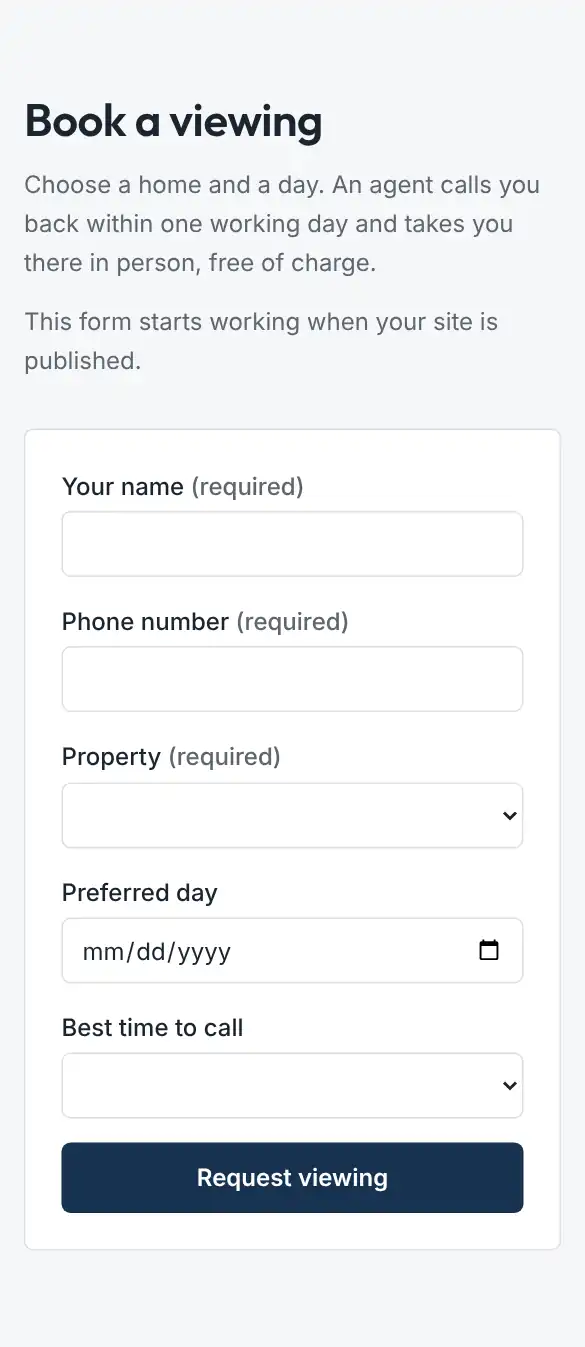 Book a viewing
Choose a home and a day. An agent calls you
back within one working day and takes you
there in person, free of charge.
This form starts working when your site is
published.
Your name (required)
Phone number (required)
Property (required)
Preferred day
mm/dd/yyyy
Best time to call
Request viewing